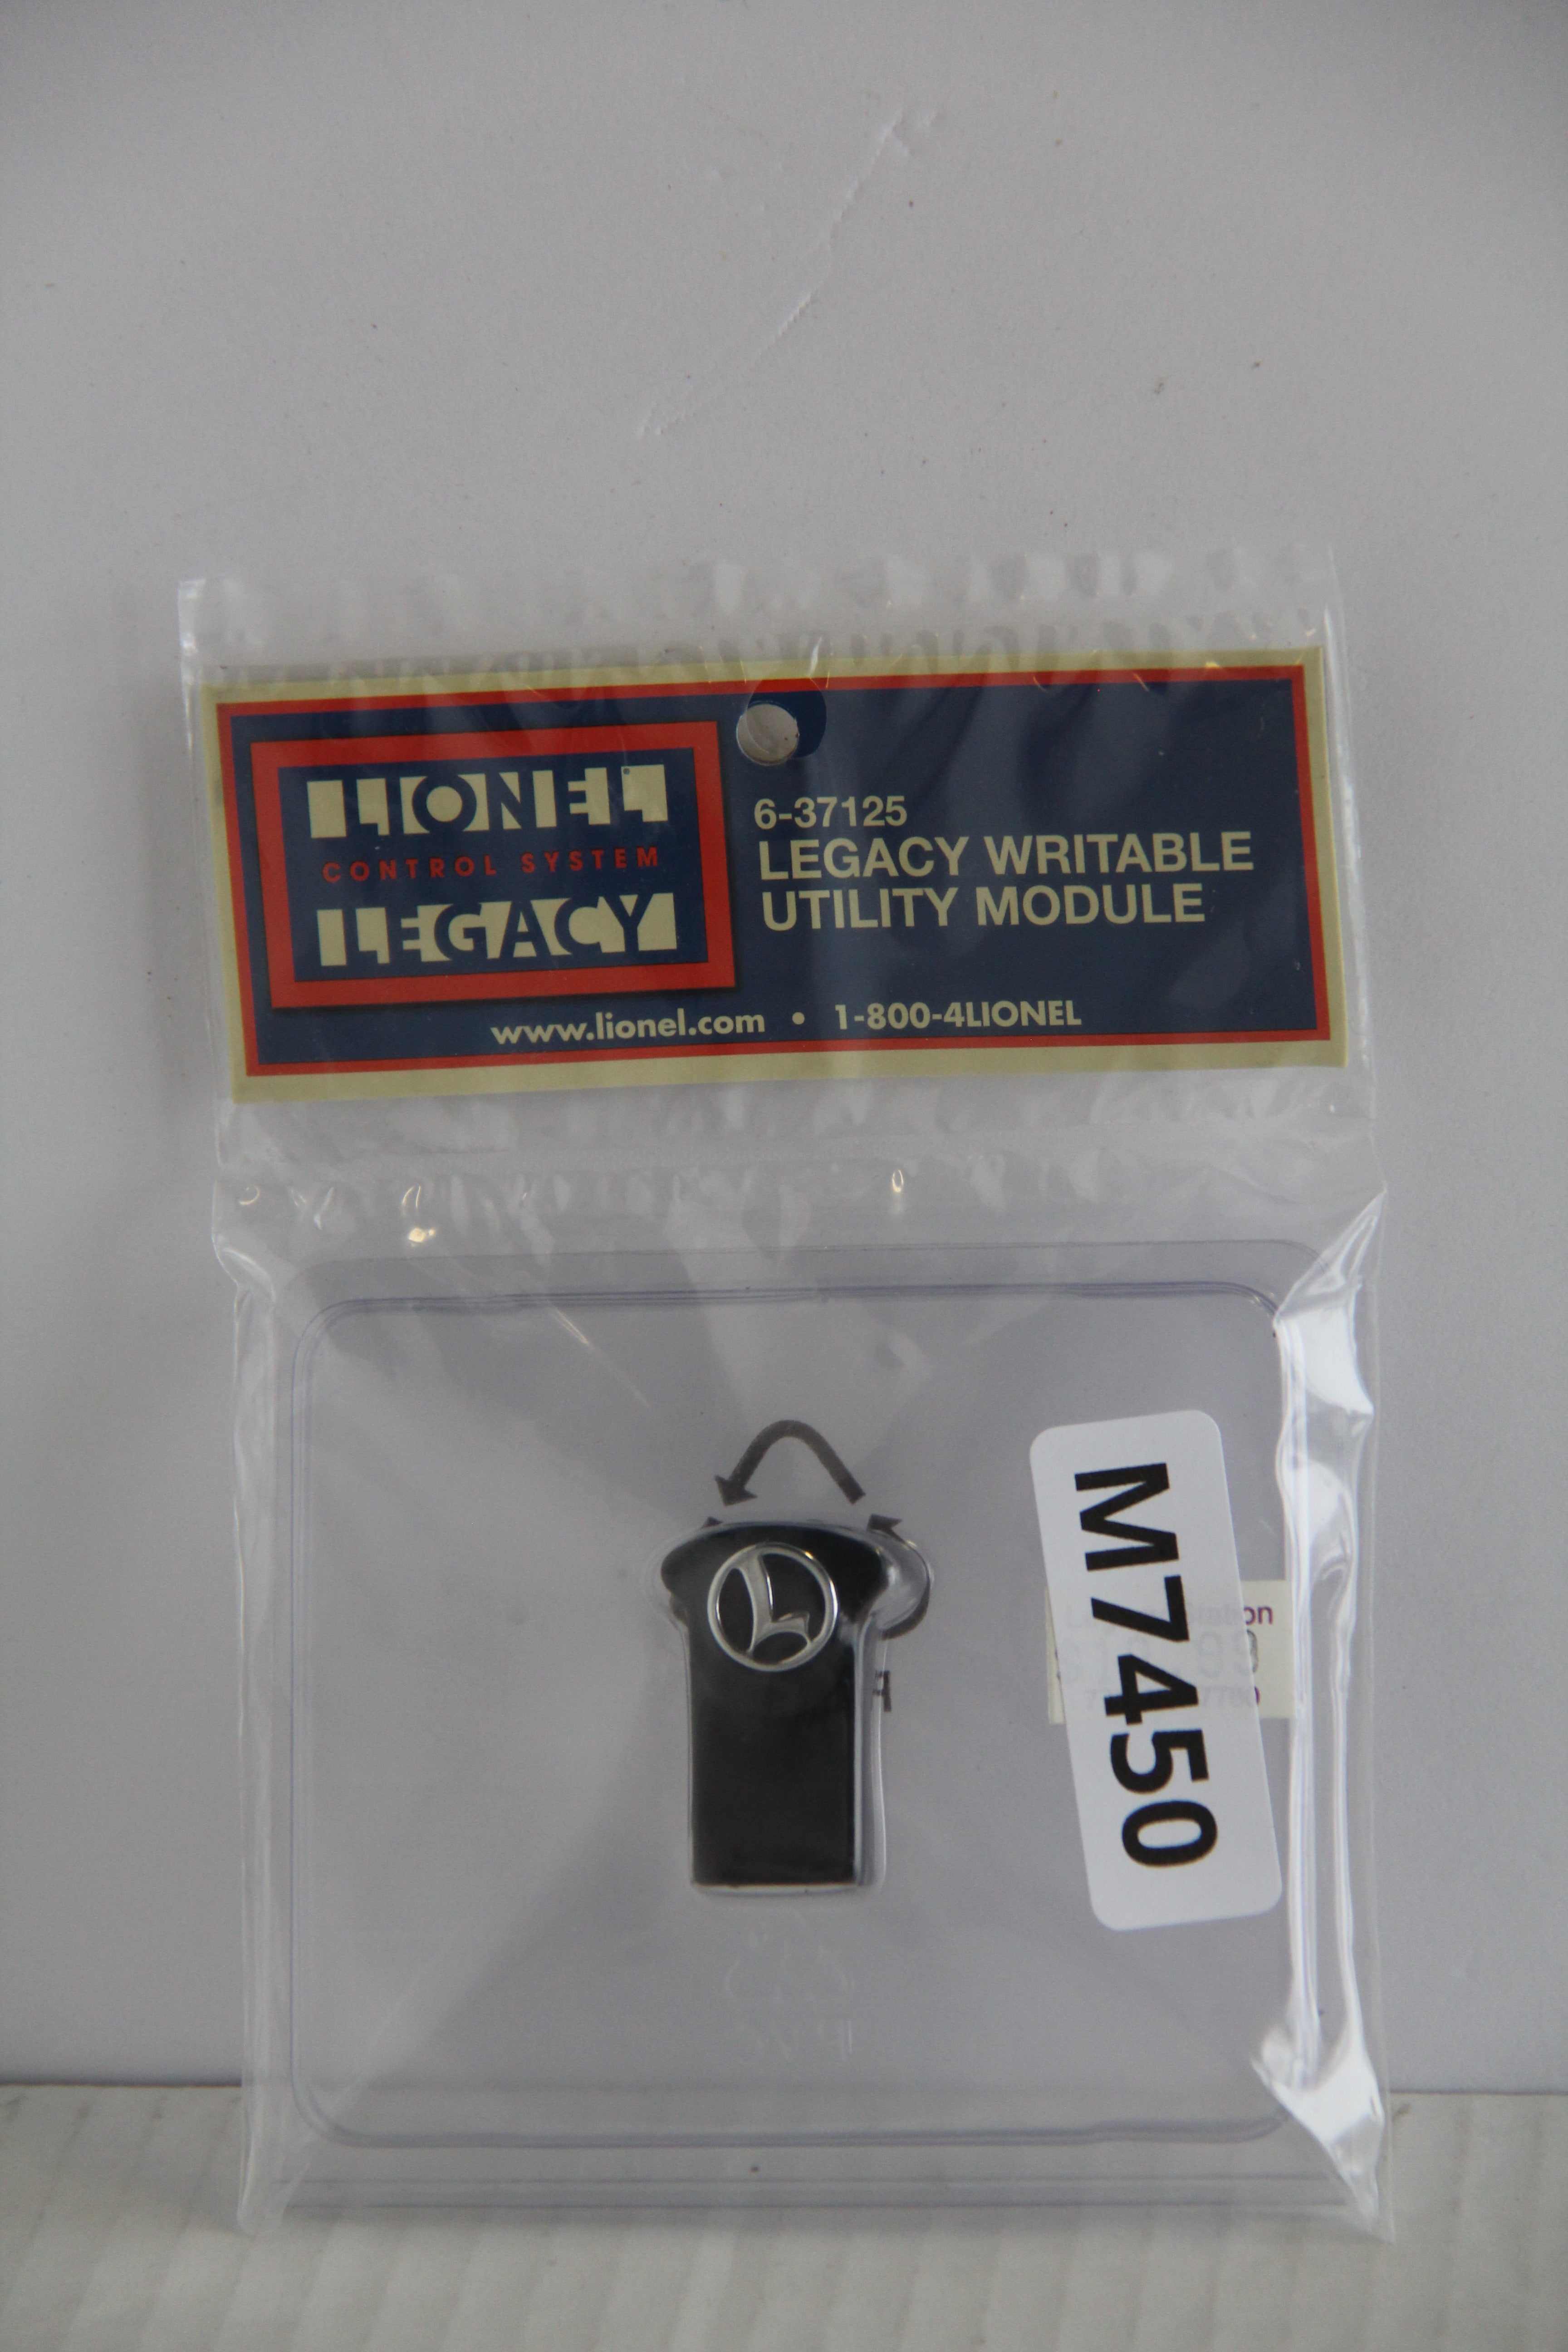 LIONEL
CONTROL SYSTEM
LEGACY
6-37125
LEGACY WRITABLE
UTILITY MODULE
www.lionel.com • 1-800-4LIONEL
L
M7450